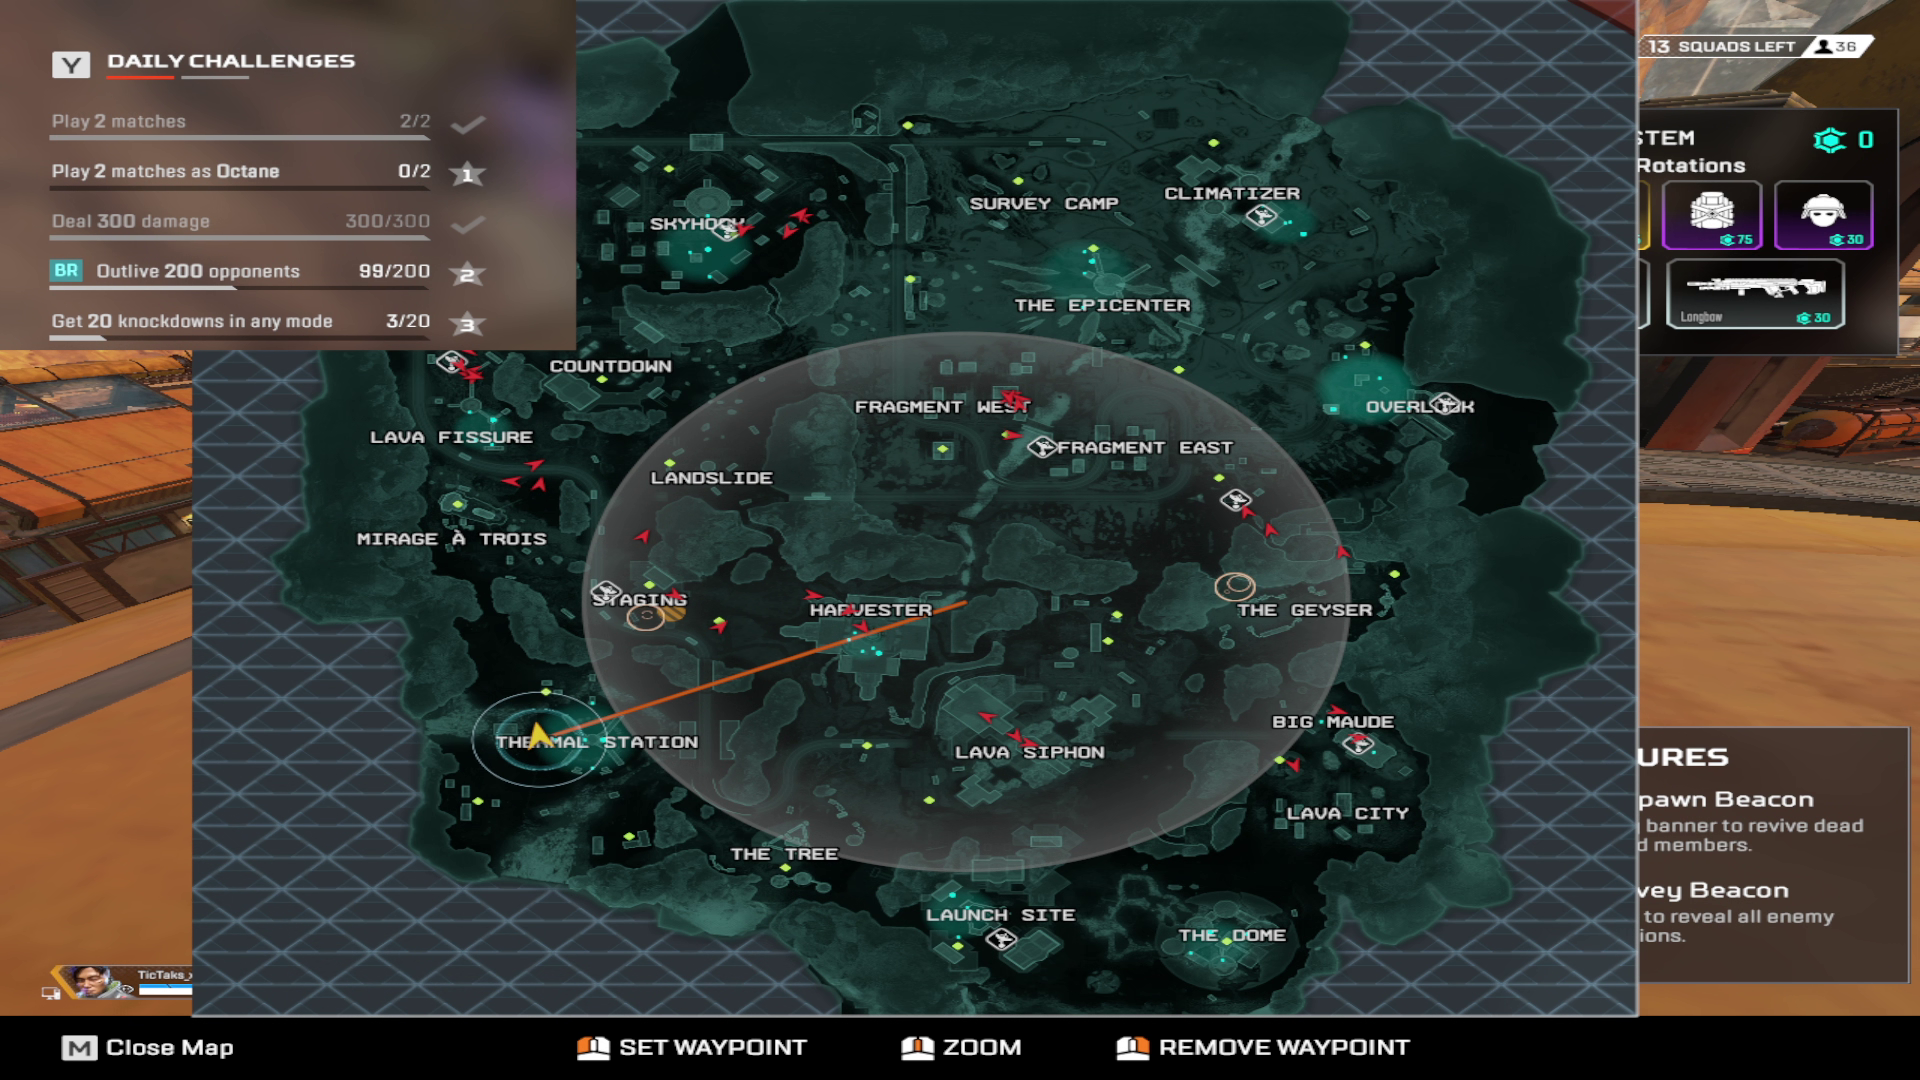 Y DAILY CHALLENGES
Play 2 matches 2/2
Play 2 matches as Octane 0/2 1
Deal 300 damage 300/300
BR Outlive 200 opponents 99/200 2
Get 20 knockdowns in any mode 3/20 3
13 SQUADS LEFT 36
STEM 0
Rotations
75 30
Longbow 30
SKYHOOK
SURVEY CAMP
CLIMATIZER
THE EPICENTER
COUNTDOWN
FRAGMENT WEST
OVERLOOK
LAVA FISSURE
FRAGMENT EAST
LANDSLIDE
MIRAGE À TROIS
STAGING
HARVESTER
THE GEYSER
THERMAL STATION
BIG MAUDE
LAVA SIPHON
LAVA CITY
THE TREE
LAUNCH SITE
THE DOME
URES
pawn Beacon
banner to revive dead
d members.
vey Beacon
to reveal all enemy
ions.
TicTaks_
M Close Map
SET WAYPOINT
ZOOM
REMOVE WAYPOINT